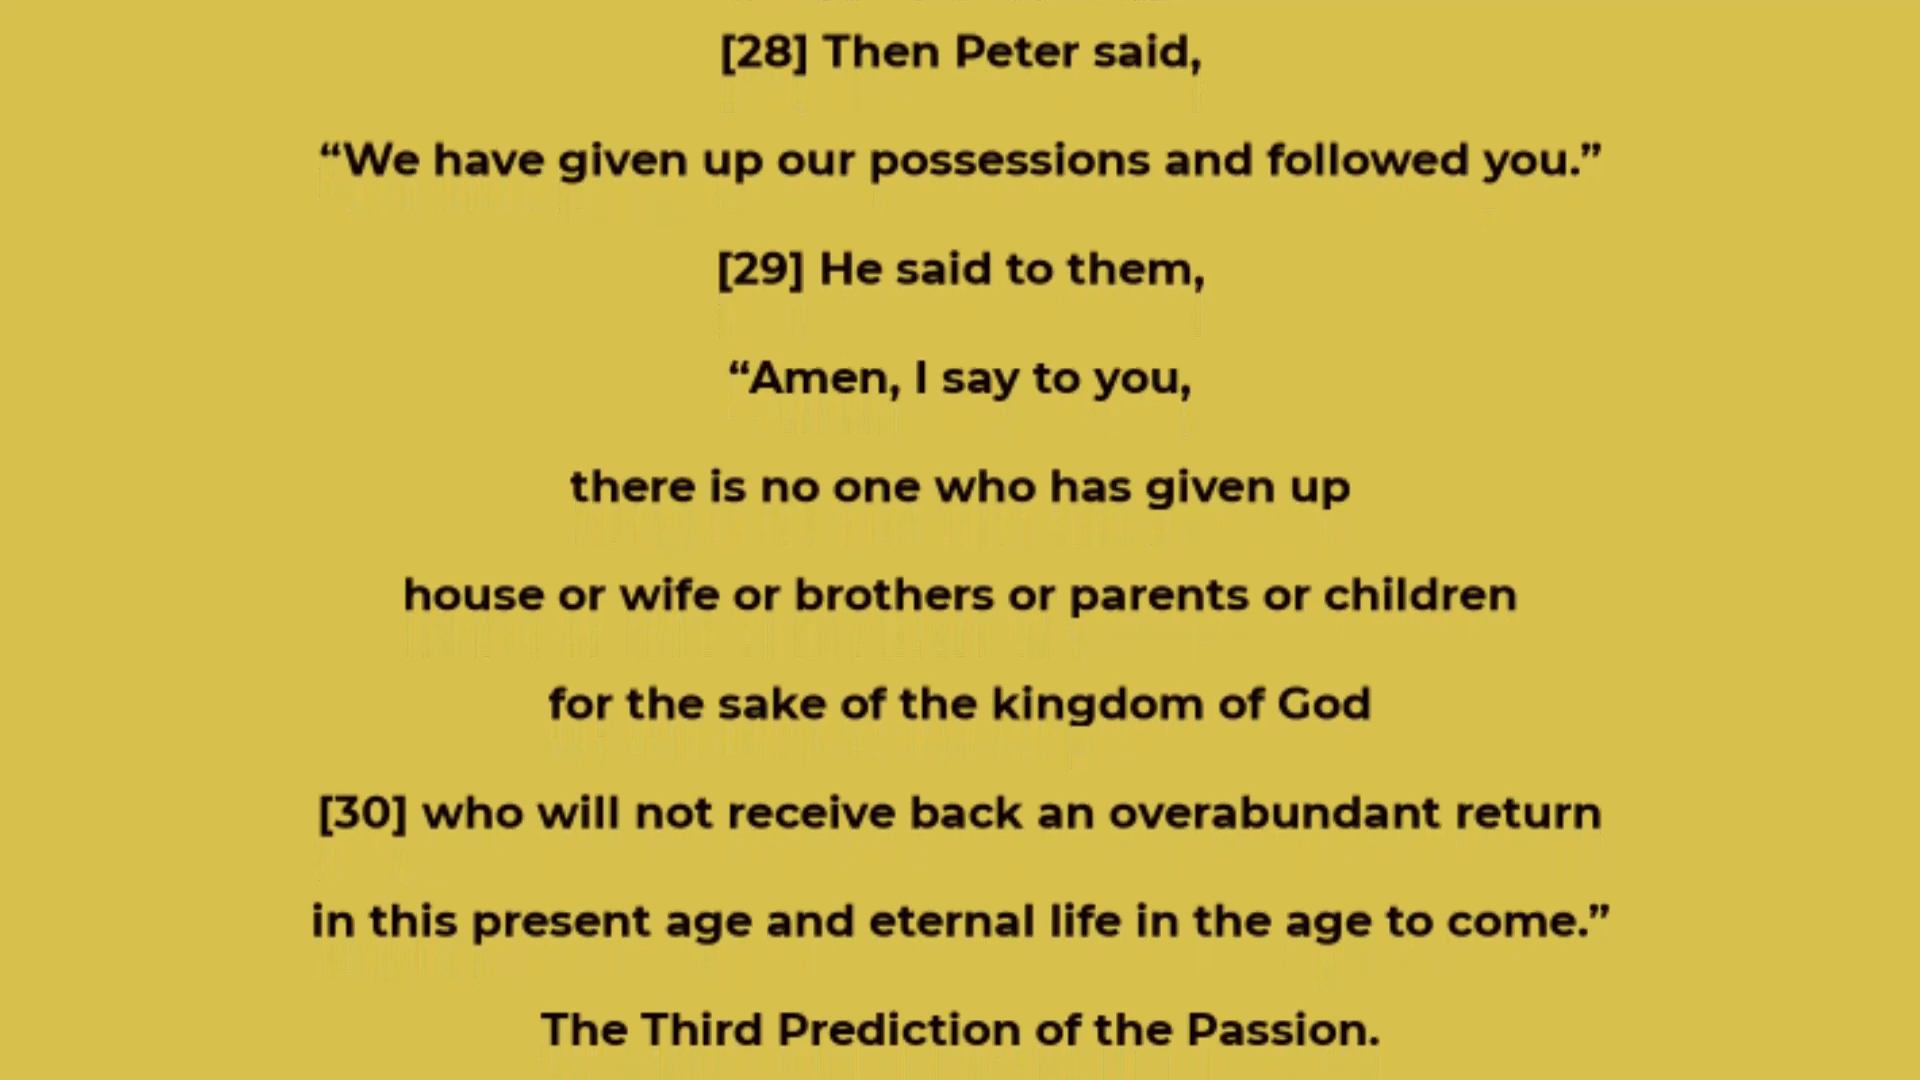 [28] Then Peter said,
“We have given up our possessions and followed you.”
[29] He said to them,
“Amen, I say to you,
there is no one who has given up
house or wife or brothers or parents or children
for the sake of the kingdom of God
[30] who will not receive back an overabundant return
in this present age and eternal life in the age to come.”
The Third Prediction of the Passion.